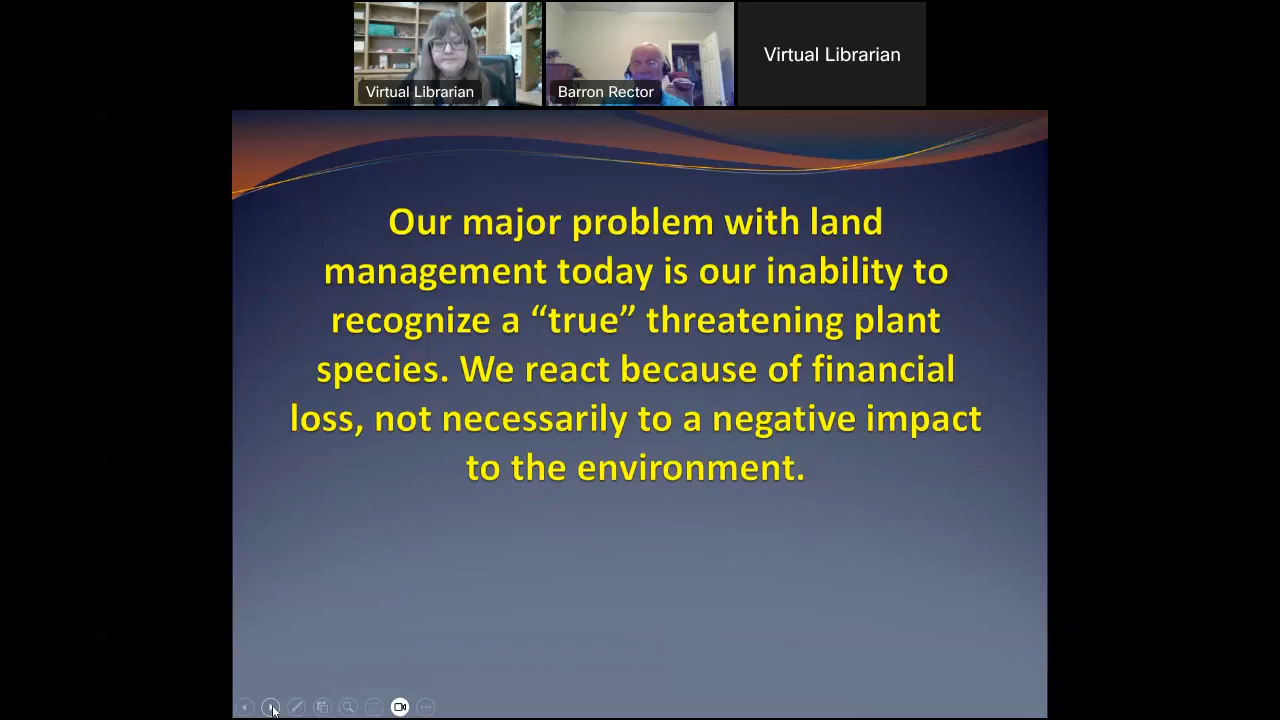 Virtual Librarian
Barron Rector
Virtual Librarian
Our major problem with land
management today is our inability to
recognize a “true” threatening plant
species. We react because of financial
loss, not necessarily to a negative impact
to the environment.